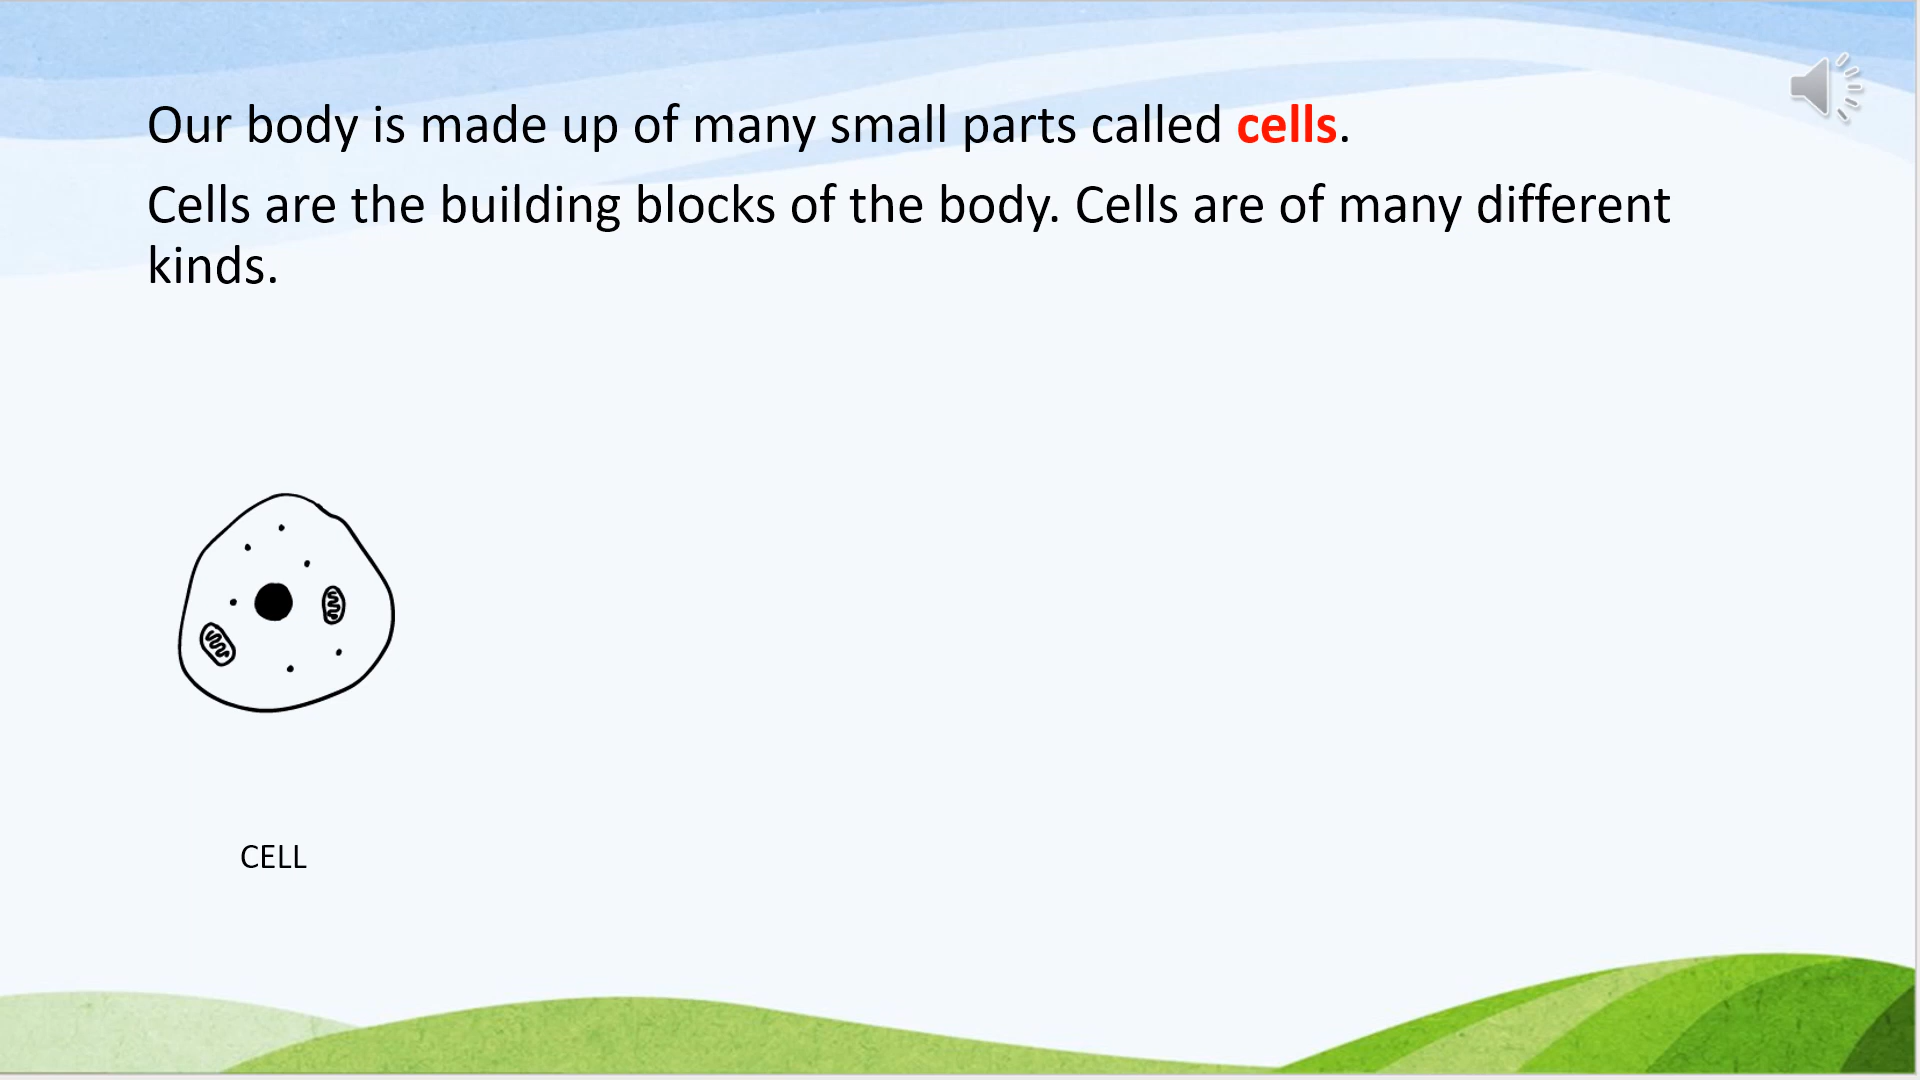 Our body is made up of many small parts called cells.
Cells are the building blocks of the body. Cells are of many different
kinds.
CELL